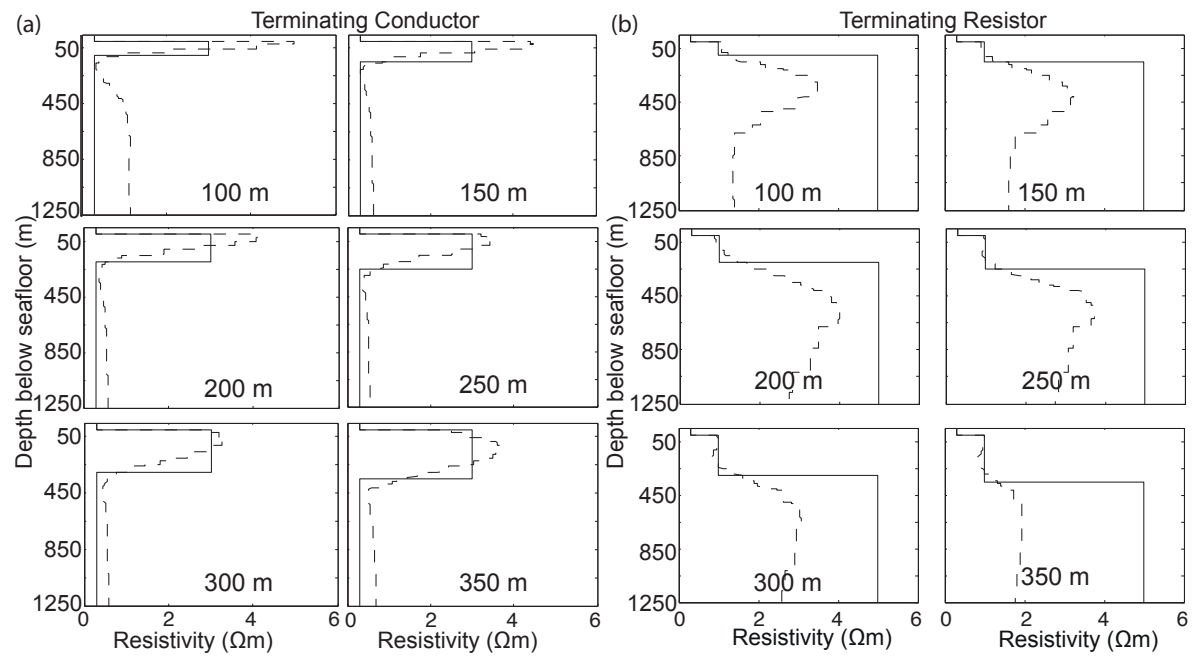 (a) Terminating Conductor
(b) Terminating Resistor
50
450
850
1250
100 m
150 m
50
450
850
1250
100 m
150 m
50
450
850
1250
200 m
250 m
50
450
850
1250
200 m
250 m
50
450
850
1250
300 m
350 m
50
450
850
1250
300 m
350 m
Depth below seafloor (m)
Depth below seafloor (m)
0 2 4 6
0 2 4 6
0 2 4 6
0 2 4 6
Resistivity (Ωm)
Resistivity (Ωm)
Resistivity (Ωm)
Resistivity (Ωm)